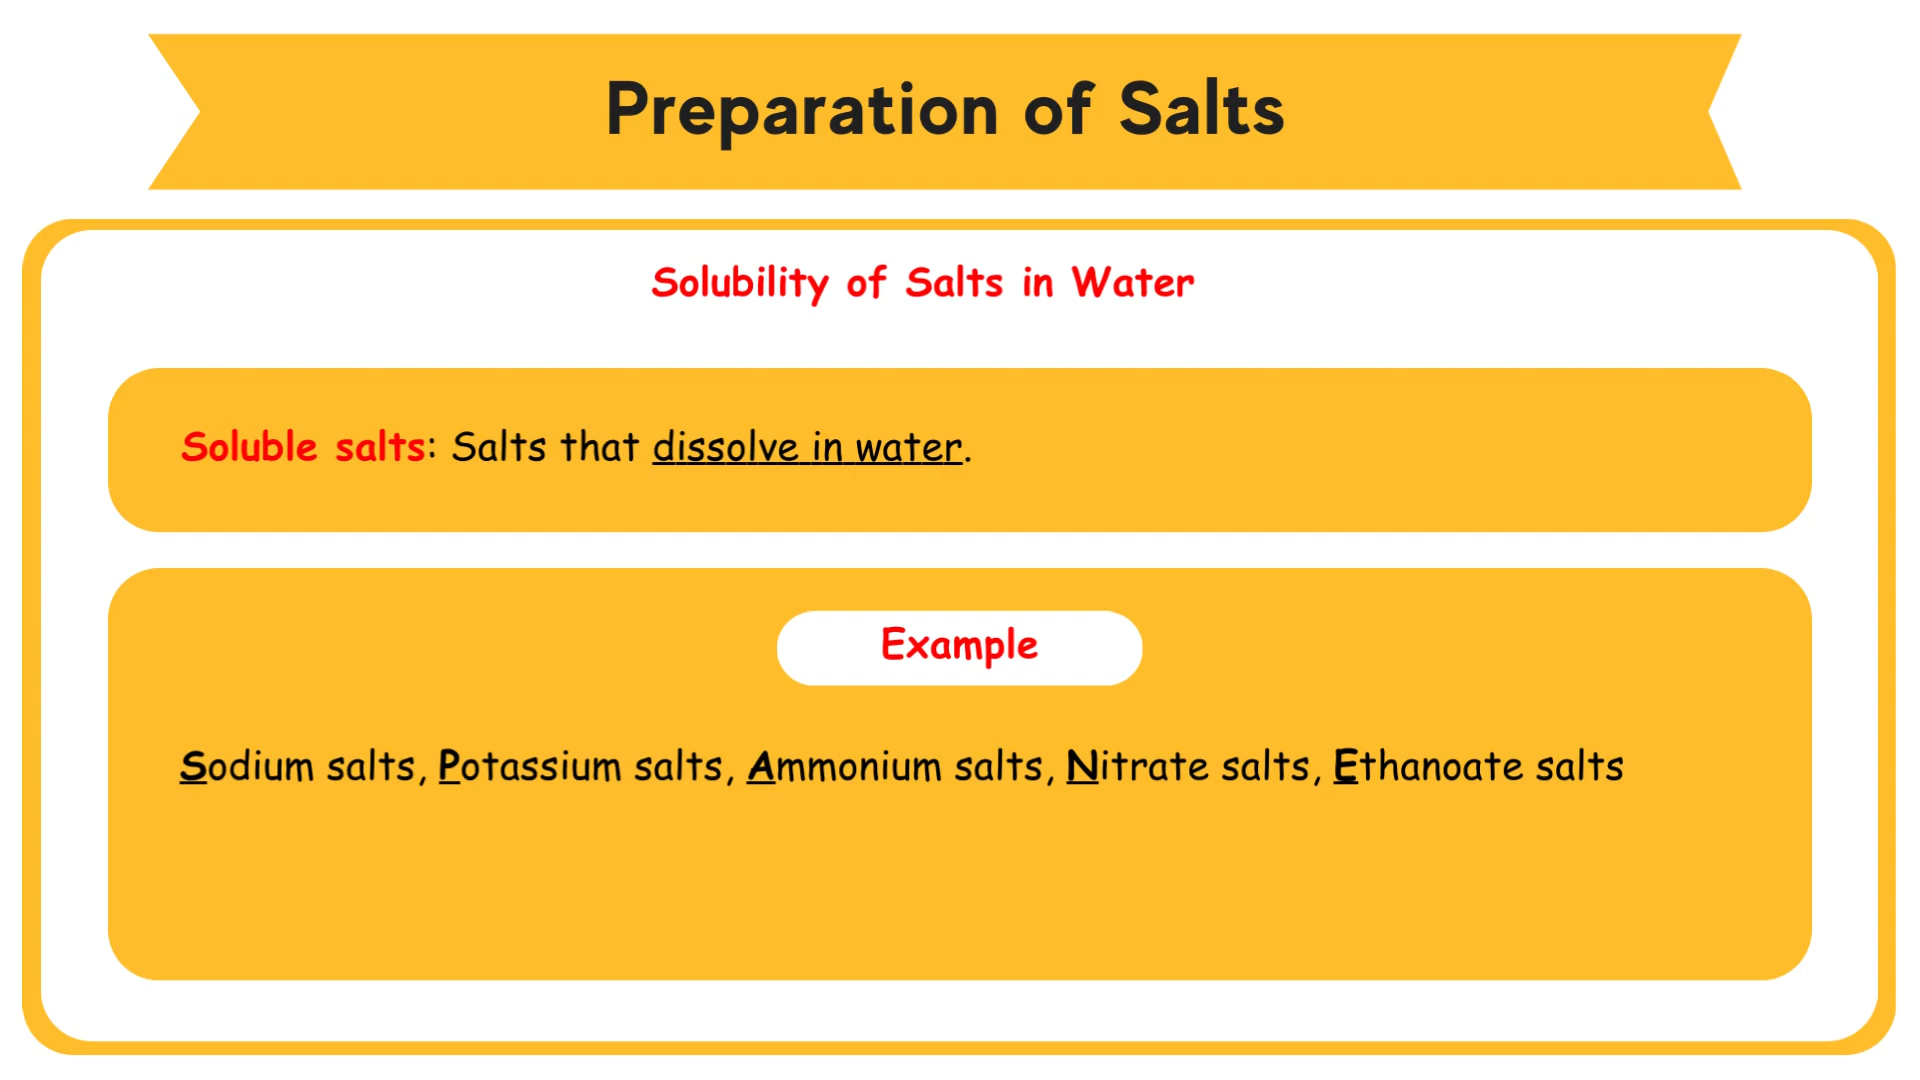 Preparation of Salts
Solubility of Salts in Water
Soluble salts: Salts that dissolve in water.
Example
Sodium salts, Potassium salts, Ammonium salts, Nitrate salts, Ethanoate salts